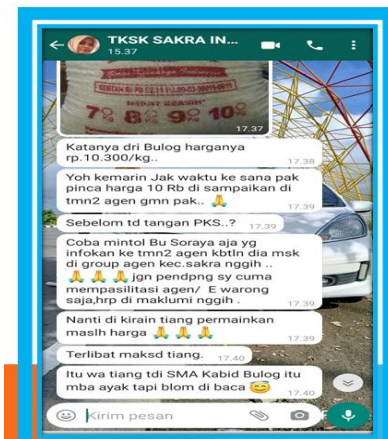 TKSK SAKRA IN...
15.37
72 82 92 102
17.37
Katanya dri Bulog harganya
rp.10.300/kg..
17.38
Yoh kemarin Jak waktu ke sana pak
pinca harga 10 Rb di sampaikan di
tmn2 agen gmn pak.. 🙏
17.39
Sebelom td tangan PKS..?
17.39
Coba mintol Bu Soraya aja yg
infokan ke tmn2 agen kbtln dia msk
di group agen kec.sakra nggih ..
🙏🙏🙏jgn pendpng sy cuma
mempasilitasi agen/ E warong
saja,hrp di maklumi nggih .
17.39
Nanti di kirain tiang permainkan
maslh harga 🙏🙏🙏
17.39
Terlibat maksd tiang.
17.40
Itu wa tiang tdi SMA Kabid Bulog itu
mba ayak tapi blom di baca 😇
17.40
Kirim pesan